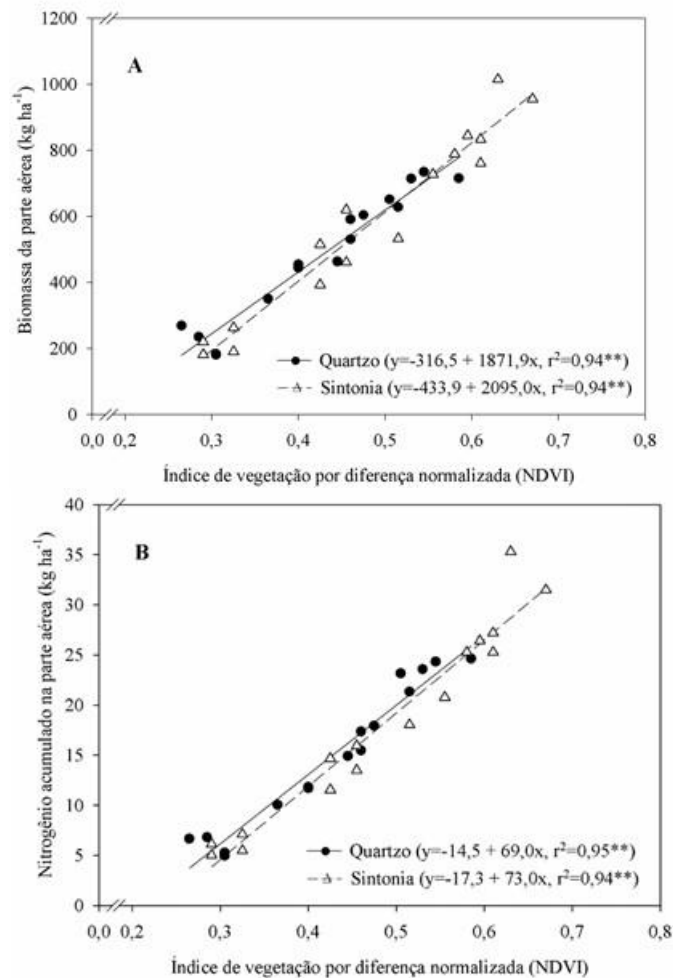 1200
1000
800
600
400
200
0
A
Biomassa da parte aérea (kg ha⁻¹)
Quartzo (y=-316,5 + 1871,9x, r²=0,94**)
Sintonia (y=-433,9 + 2095,0x, r²=0,94**)
0,0 0,2 0,3 0,4 0,5 0,6 0,7 0,8
Índice de vegetação por diferença normalizada (NDVI)
40
35
30
25
20
15
10
5
0
B
Nitrogênio acumulado na parte aérea (kg ha⁻¹)
Quartzo (y=-14,5 + 69,0x, r²=0,95**)
Sintonia (y=-17,3 + 73,0x, r²=0,94**)
0,0 0,2 0,3 0,4 0,5 0,6 0,7 0,8
Índice de vegetação por diferença normalizada (NDVI)